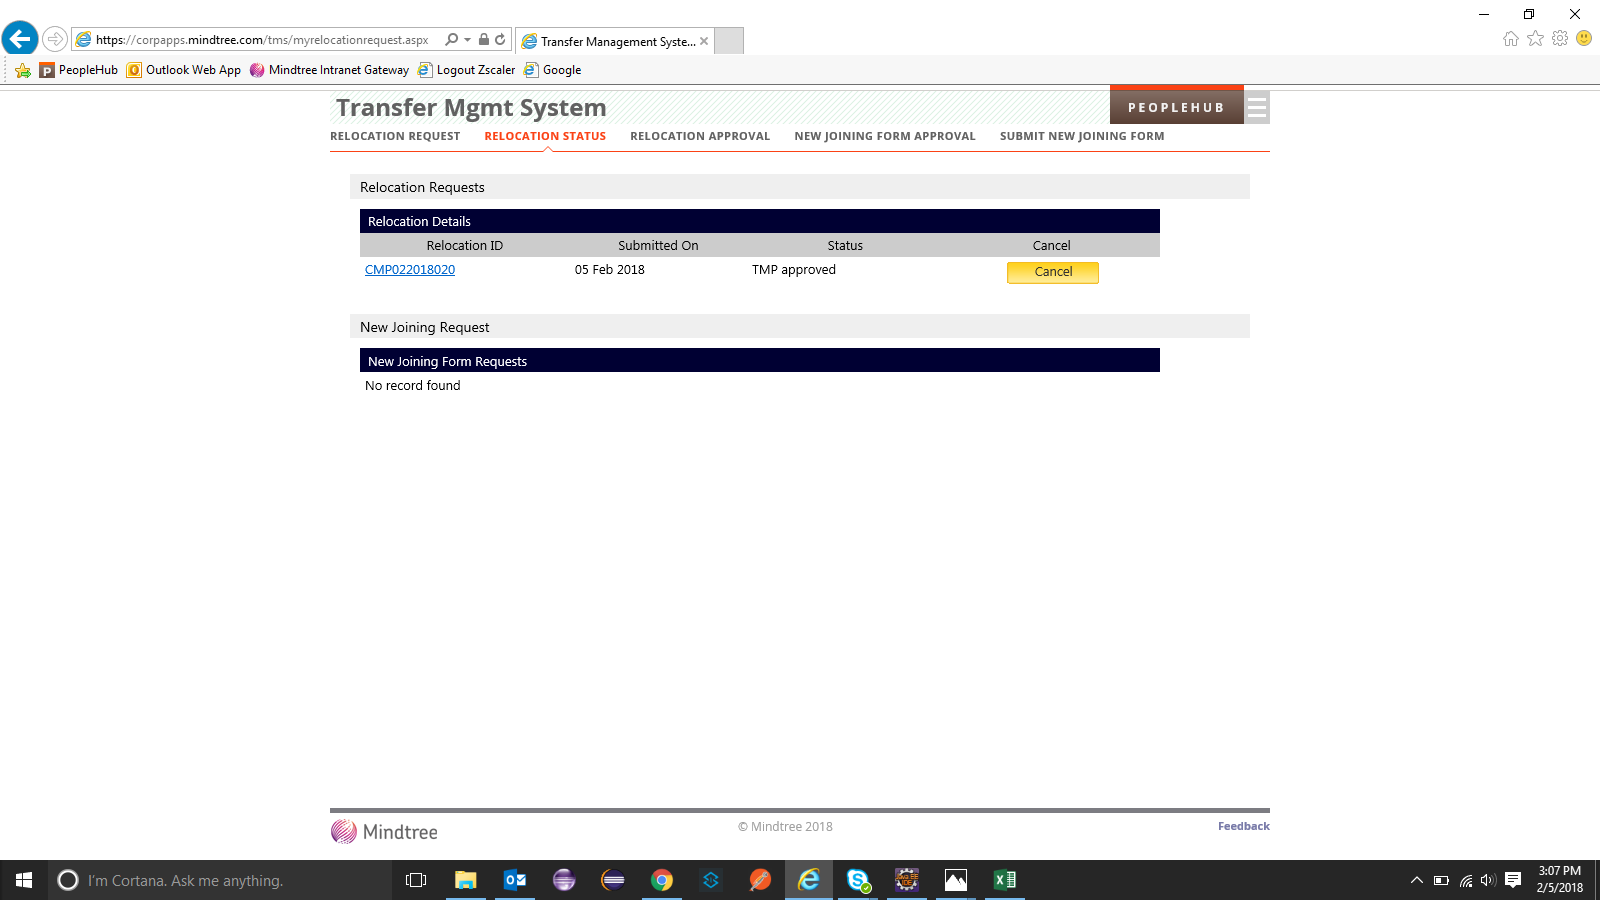 https://corpapps.mindtree.com/tms/myrelocationrequest.aspx
Transfer Management Syste...
PeopleHub
Outlook Web App
Mindtree Intranet Gateway
Logout Zscaler
Google
Transfer Mgmt System
PEOPLEHUB
RELOCATION REQUEST
RELOCATION STATUS
RELOCATION APPROVAL
NEW JOINING FORM APPROVAL
SUBMIT NEW JOINING FORM
Relocation Requests
Relocation Details
Relocation ID Submitted On Status Cancel
CMP022018020 05 Feb 2018 TMP approved Cancel
New Joining Request
New Joining Form Requests
No record found
Mindtree
© Mindtree 2018
Feedback
I'm Cortana. Ask me anything.
3:07 PM
2/5/2018